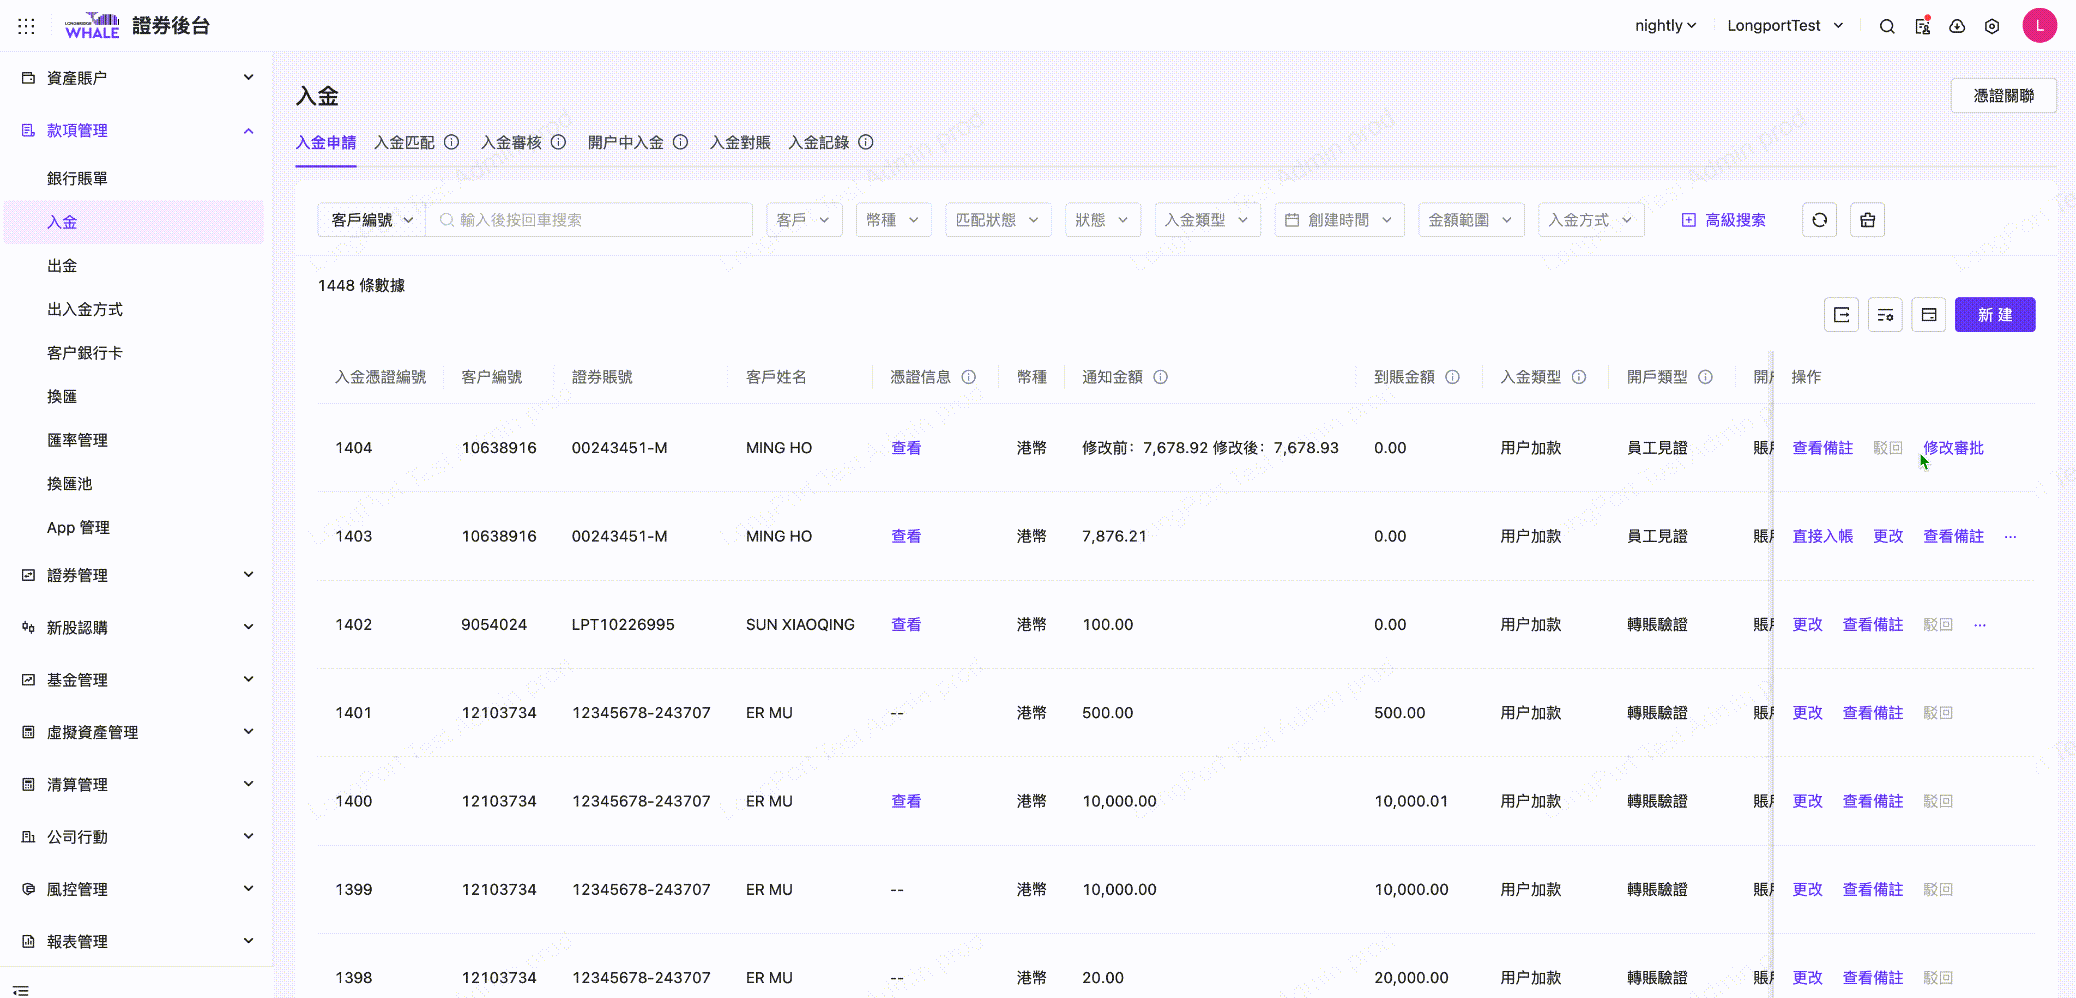 LONGBRIDGE
WHALE
證券後台
nightly
LongportTest
L
資產賬户
款項管理
銀行賬單
入金
出金
出入金方式
客户銀行卡
換匯
匯率管理
換匯池
App 管理
證券管理
新股認購
基金管理
虛擬資產管理
清算管理
公司行動
風控管理
報表管理
入金
憑證關聯
入金申請 入金匹配 入金審核 開户中入金 入金對賬 入金記錄
客戶編號 輸入後按回車搜索 客戶 幣種 匹配狀態 狀態 入金類型 創建時間 金額範圍 入金方式 高級搜索
1448 條數據
新 建
入金憑證編號 客户編號 證券賬號 客戶姓名 憑證信息 幣種 通知金額 到賬金額 入金類型 開戶類型 開戶 操作
1404 10638916 00243451-M MING HO 查看 港幣 修改前：7,678.92 修改後：7,678.93 0.00 用户加款 員工見證 賬戶 查看備註 駁回 修改審批
1403 10638916 00243451-M MING HO 查看 港幣 7,876.21 0.00 用户加款 員工見證 賬戶 直接入帳 更改 查看備註 ...
1402 9054024 LPT10226995 SUN XIAOQING 查看 港幣 100.00 0.00 用户加款 轉賬驗證 賬戶 更改 查看備註 駁回 ...
1401 12103734 12345678-243707 ER MU -- 港幣 500.00 500.00 用户加款 轉賬驗證 賬戶 更改 查看備註 駁回
1400 12103734 12345678-243707 ER MU 查看 港幣 10,000.00 10,000.01 用户加款 轉賬驗證 賬戶 更改 查看備註 駁回
1399 12103734 12345678-243707 ER MU -- 港幣 10,000.00 10,000.00 用户加款 轉賬驗證 賬戶 更改 查看備註 駁回
1398 12103734 12345678-243707 ER MU -- 港幣 20.00 20,000.00 用户加款 轉賬驗證 賬戶 更改 查看備註 駁回
LongPort Test Admin prod